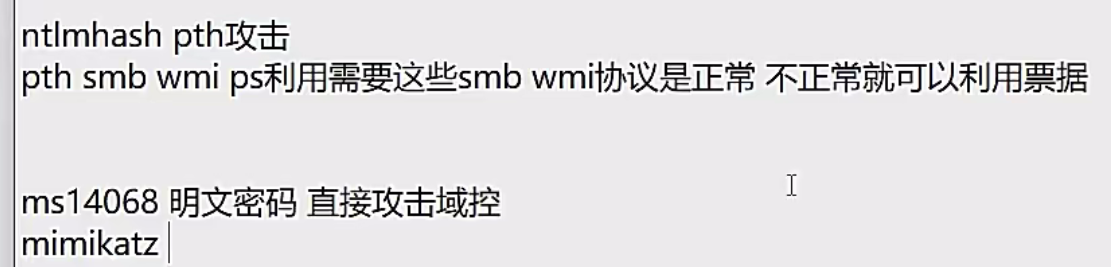 ntlmhash pth攻击
pth smb wmi ps利用需要这些smb wmi协议是正常 不正常就可以利用票据
ms14068 明文密码 直接攻击域控
mimikatz